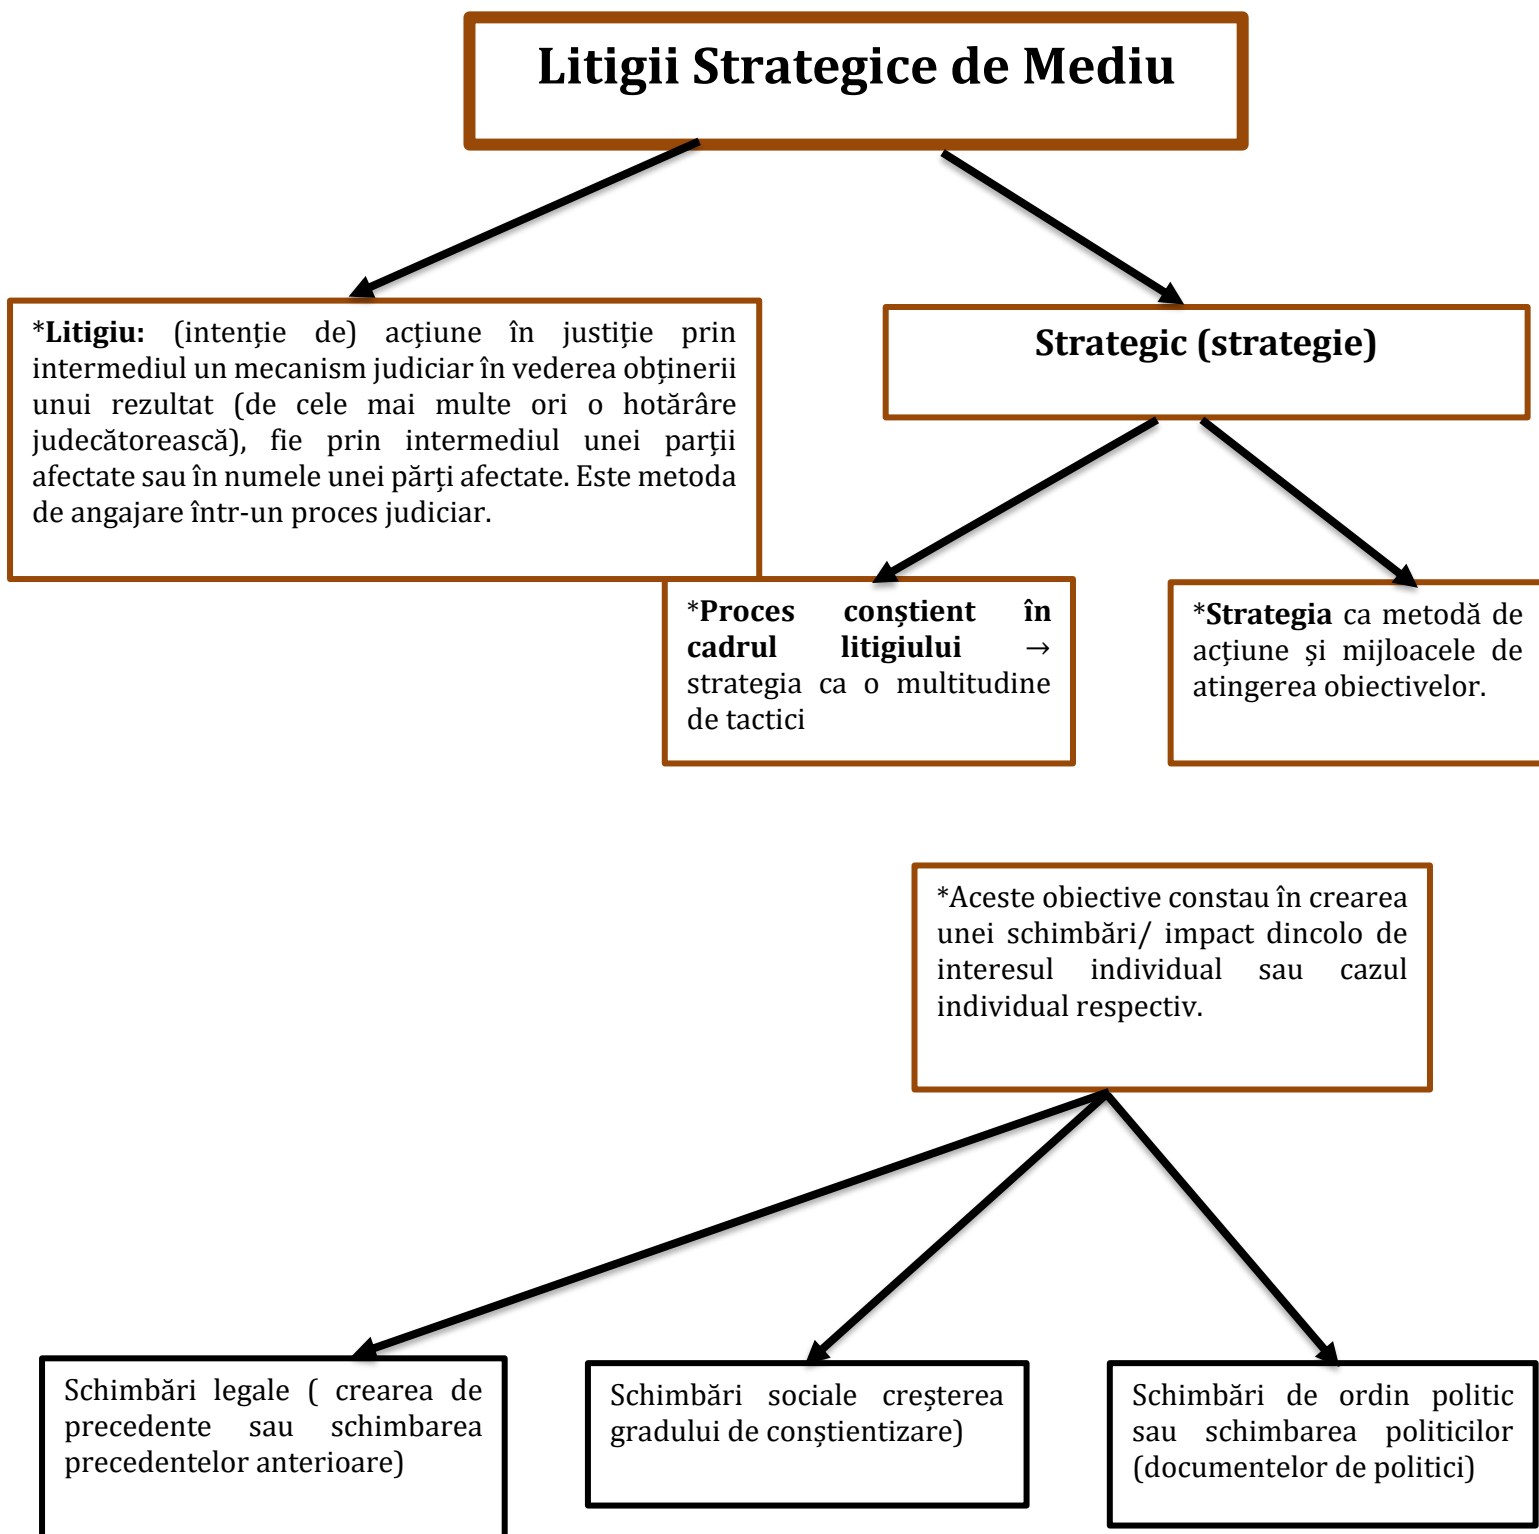 Litigii Strategice de Mediu
*Litigiu: (intenție de) acțiune în justiție prin
intermediul un mecanism judiciar în vederea obținerii
unui rezultat (de cele mai multe ori o hotărâre
judecătorească), fie prin intermediul unei parții
afectate sau în numele unei părți afectate. Este metoda
de angajare într-un proces judiciar.
Strategic (strategie)
*Proces conștient în
cadrul litigiului →
strategia ca o multitudine
de tactici
*Strategia ca metodă de
acțiune și mijloacele de
atingerea obiectivelor.
*Aceste obiective constau în crearea
unei schimbări/ impact dincolo de
interesul individual sau cazul
individual respectiv.
Schimbări legale ( crearea de
precedente sau schimbarea
precedentelor anterioare)
Schimbări sociale creșterea
gradului de conștientizare)
Schimbări de ordin politic
sau schimbarea politicilor
(documentelor de politici)